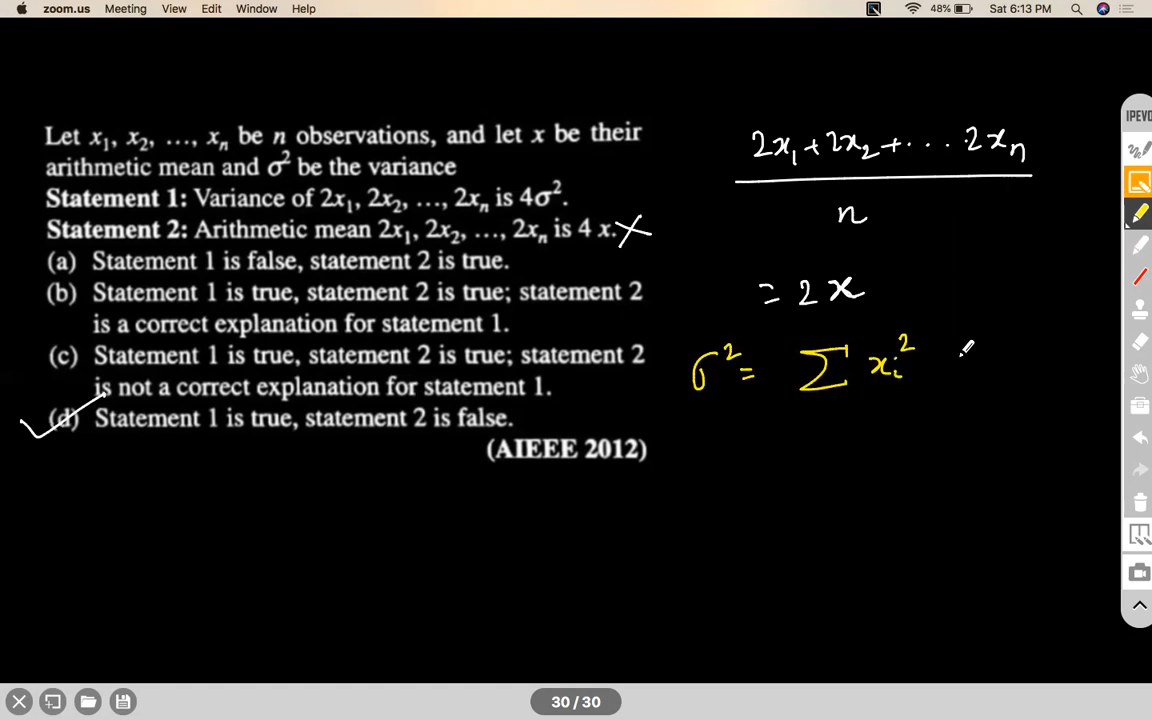 zoom.us Meeting View Edit Window Help 48% Sat 6:13 PM
IPEVO
Let x₁, x₂, ..., xₙ be n observations, and let x be their
arithmetic mean and σ² be the variance
Statement 1: Variance of 2x₁, 2x₂, ..., 2xₙ is 4σ².
Statement 2: Arithmetic mean 2x₁, 2x₂, ..., 2xₙ is 4 x.
(a) Statement 1 is false, statement 2 is true.
(b) Statement 1 is true, statement 2 is true; statement 2
is a correct explanation for statement 1.
(c) Statement 1 is true, statement 2 is true; statement 2
is not a correct explanation for statement 1.
(d) Statement 1 is true, statement 2 is false.
(AIEEE 2012)
2x₁ + 2x₂ + ... 2xₙ
n
= 2x
σ² = Σ xᵢ²
30 / 30